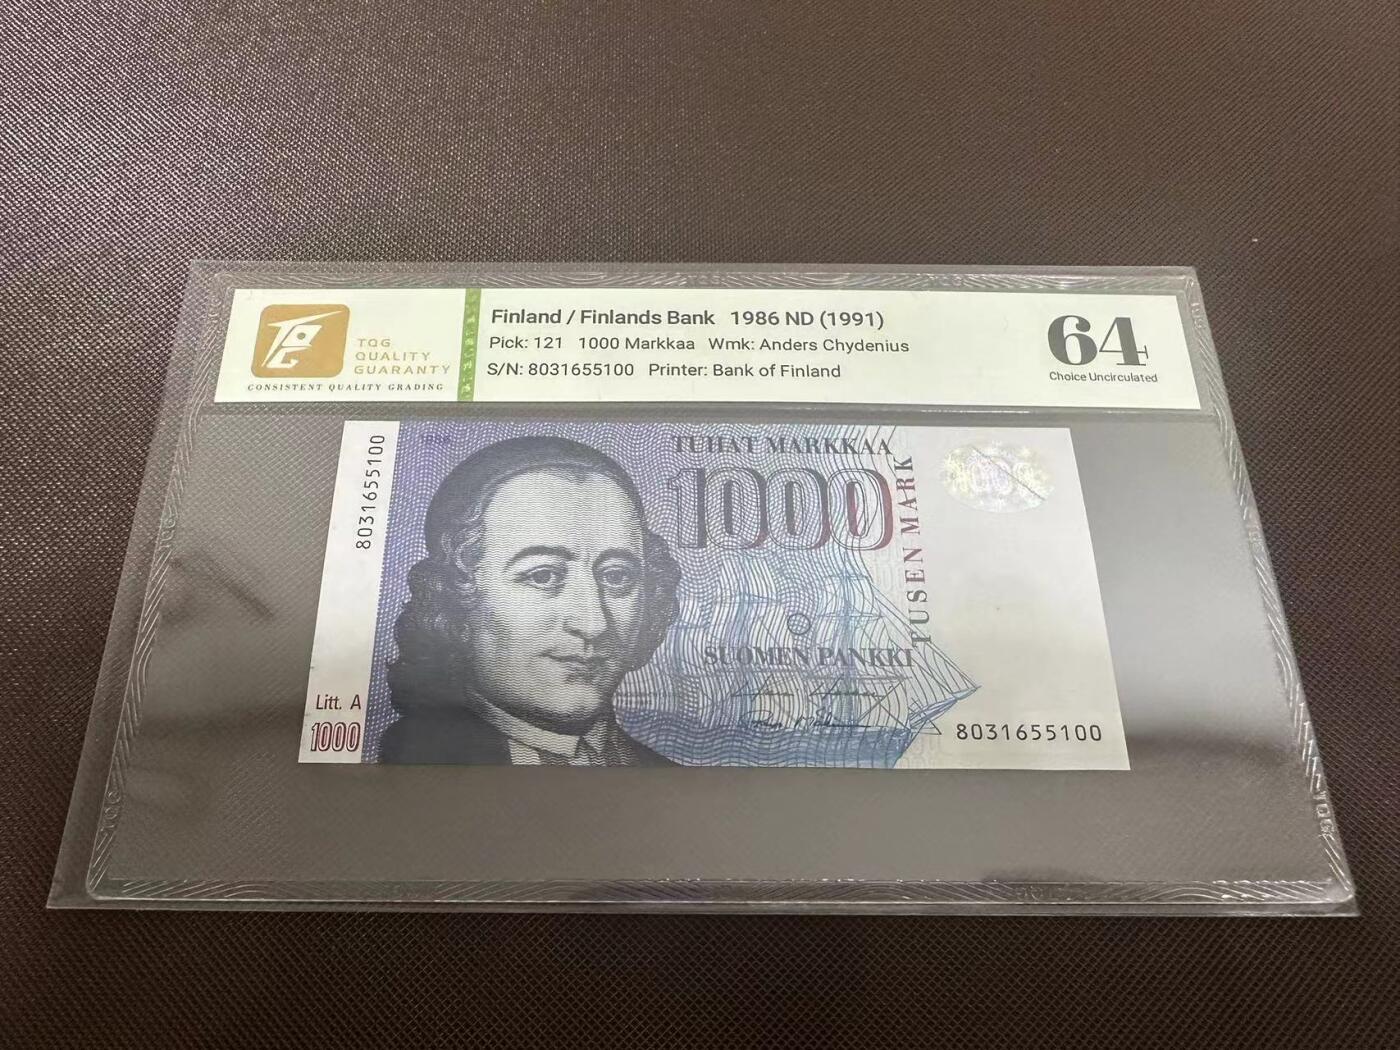 TQG
QUALITY
GUARANTY
CONSISTENT QUALITY GRADING
Finland / Finlands Bank 1986 ND (1991)
Pick: 121 1000 Markkaa Wmk: Anders Chydenius
S/N: 8031655100 Printer: Bank of Finland
64
Choice Uncirculated
8031655100
1986
TUHAT MARKKAA
1000
TUSEN MARK
SUOMEN PANKKI
Litt. A
1000
8031655100